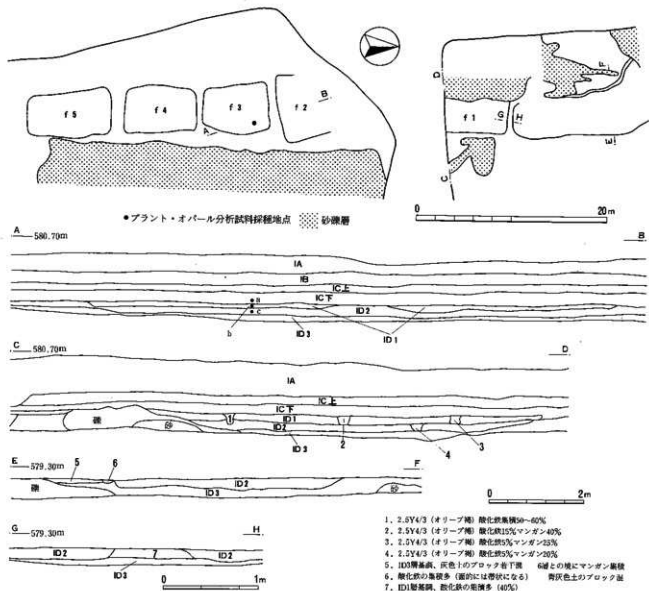 f 5
f 4
f 3
f 2
A
B
D
f 1
G
H
F
E
C
●プラント・オパール分析試料採種地点
砂礫層
0
20m
A
580.70m
B
IA
IB
IC上
IC下
ID2
ID1
ID3
a
b
c
C
580.70m
D
IA
IC上
IC下
ID1
ID2
ID3
礫
砂
1
2
3
4
E
579.30m
F
5
6
礫
ID2
ID3
砂
0
2m
G
579.30m
H
ID2
7
ID2
ID3
0
1m
1、2.5Y4/3(オリーブ褐)酸化鉄集積50〜60%
2、2.5Y4/3(オリーブ褐)酸化鉄15%マンガン40%
3、2.5Y4/3(オリーブ褐)酸化鉄5%マンガン25%
4、2.5Y4/3(オリーブ褐)酸化鉄5%マンガン20%
5、ID3層基調、灰色土のブロック若干混 6層との境にマンガン集積
6、酸化鉄の集積多(面的には帯状になる) 青灰色土のブロック混
7、ID1層基調、酸化鉄の集積多(40%)